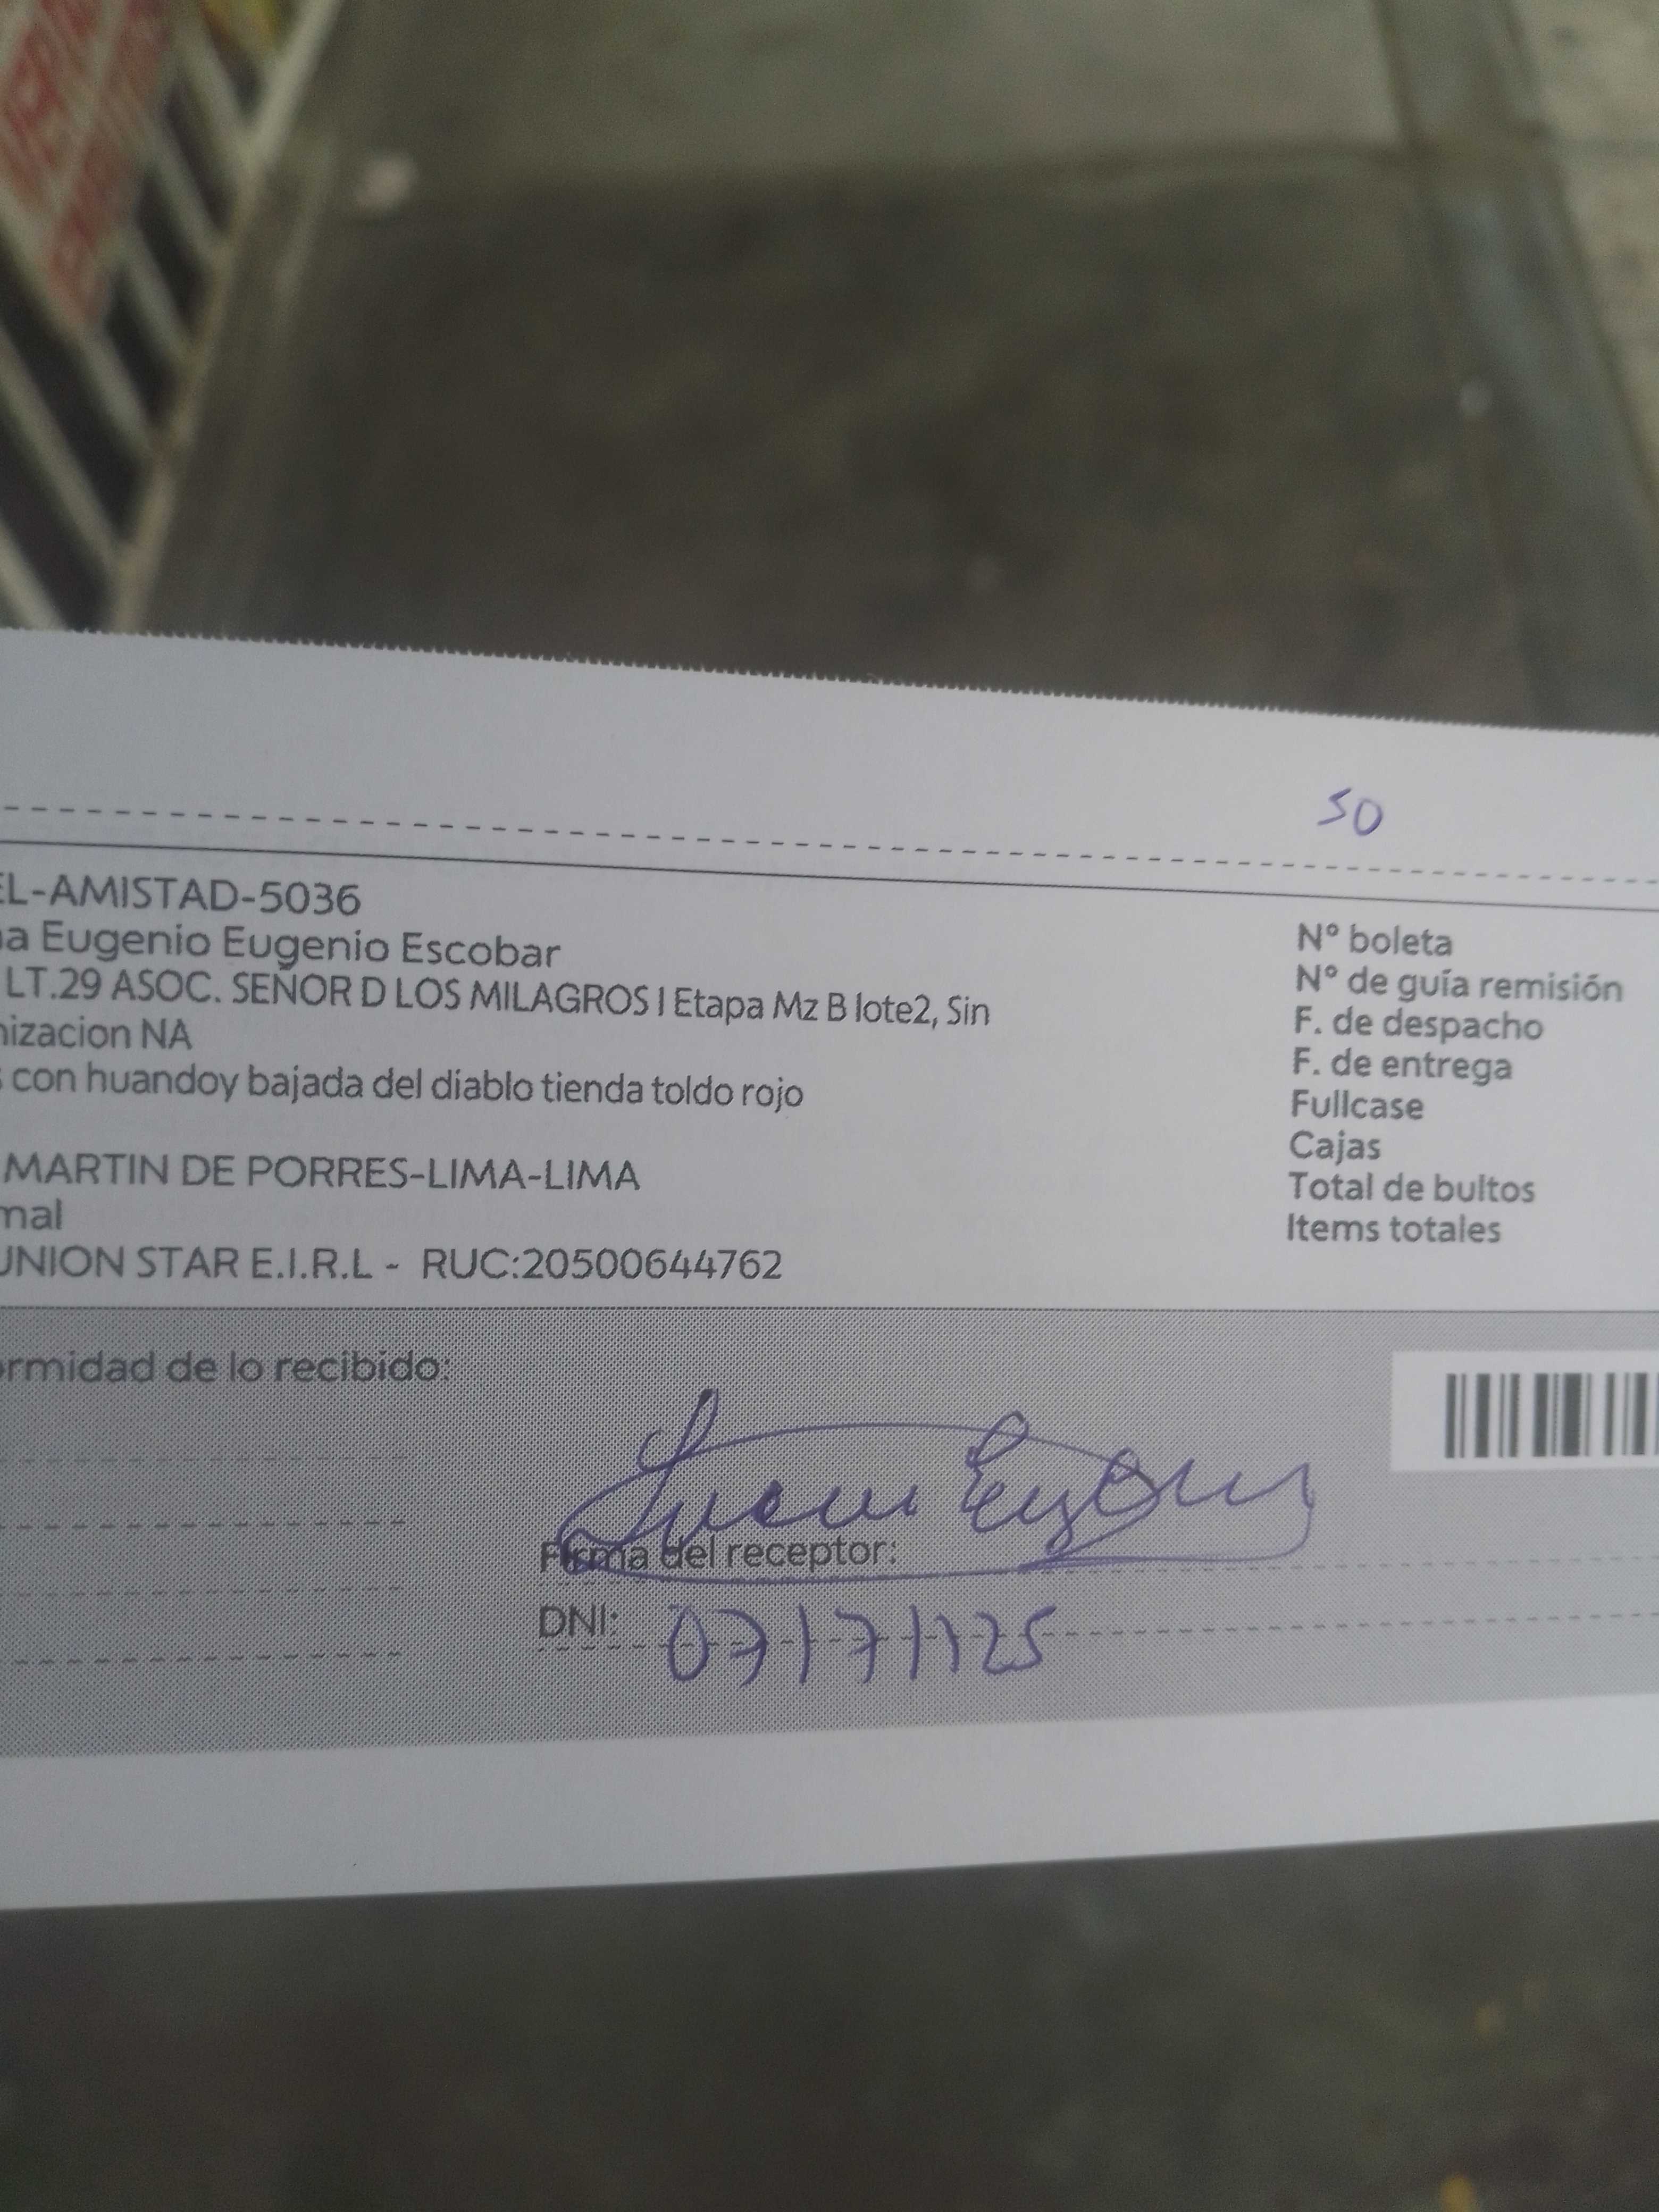 50
EL-AMISTAD-5036
a Eugenio Eugenio Escobar
LT.29 ASOC. SEÑOR D LOS MILAGROS I Etapa Mz B lote2, Sin
nizacion NA
s con huandoy bajada del diablo tienda toldo rojo
MARTIN DE PORRES-LIMA-LIMA
mal
UNION STAR E.I.R.L - RUC:20500644762
N° boleta
N° de guía remisión
F. de despacho
F. de entrega
Fullcase
Cajas
Total de bultos
Items totales
ormidad de lo recibido:
Firma del receptor:
DNI: 07171125